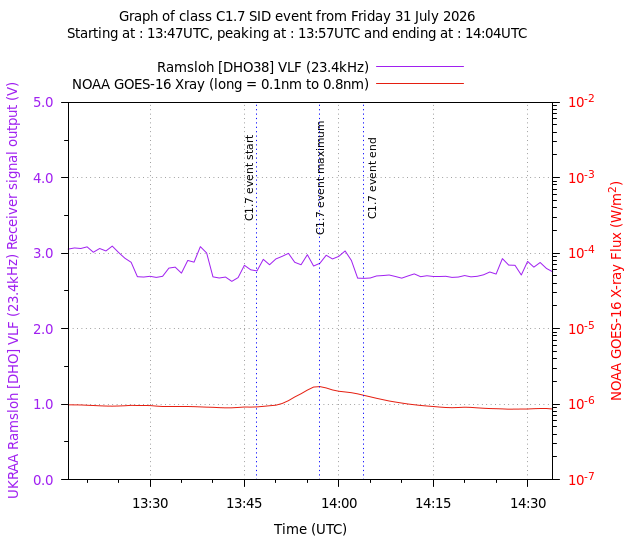 Graph of class C1.7 SID event from Friday 31 July 2026
Starting at : 13:47UTC, peaking at : 13:57UTC and ending at : 14:04UTC
Ramsloh [DHO38] VLF (23.4kHz)
NOAA GOES-16 Xray (long = 0.1nm to 0.8nm)
UKRAA Ramsloh [DHO] VLF (23.4kHz) Receiver signal output (V)
5.0
4.0
3.0
2.0
1.0
0.0
C1.7 event start
C1.7 event maximum
C1.7 event end
10-2
10-3
10-4
10-5
10-6
10-7
NOAA GOES-16 X-ray Flux (W/m2)
13:30
13:45
14:00
14:15
14:30
Time (UTC)